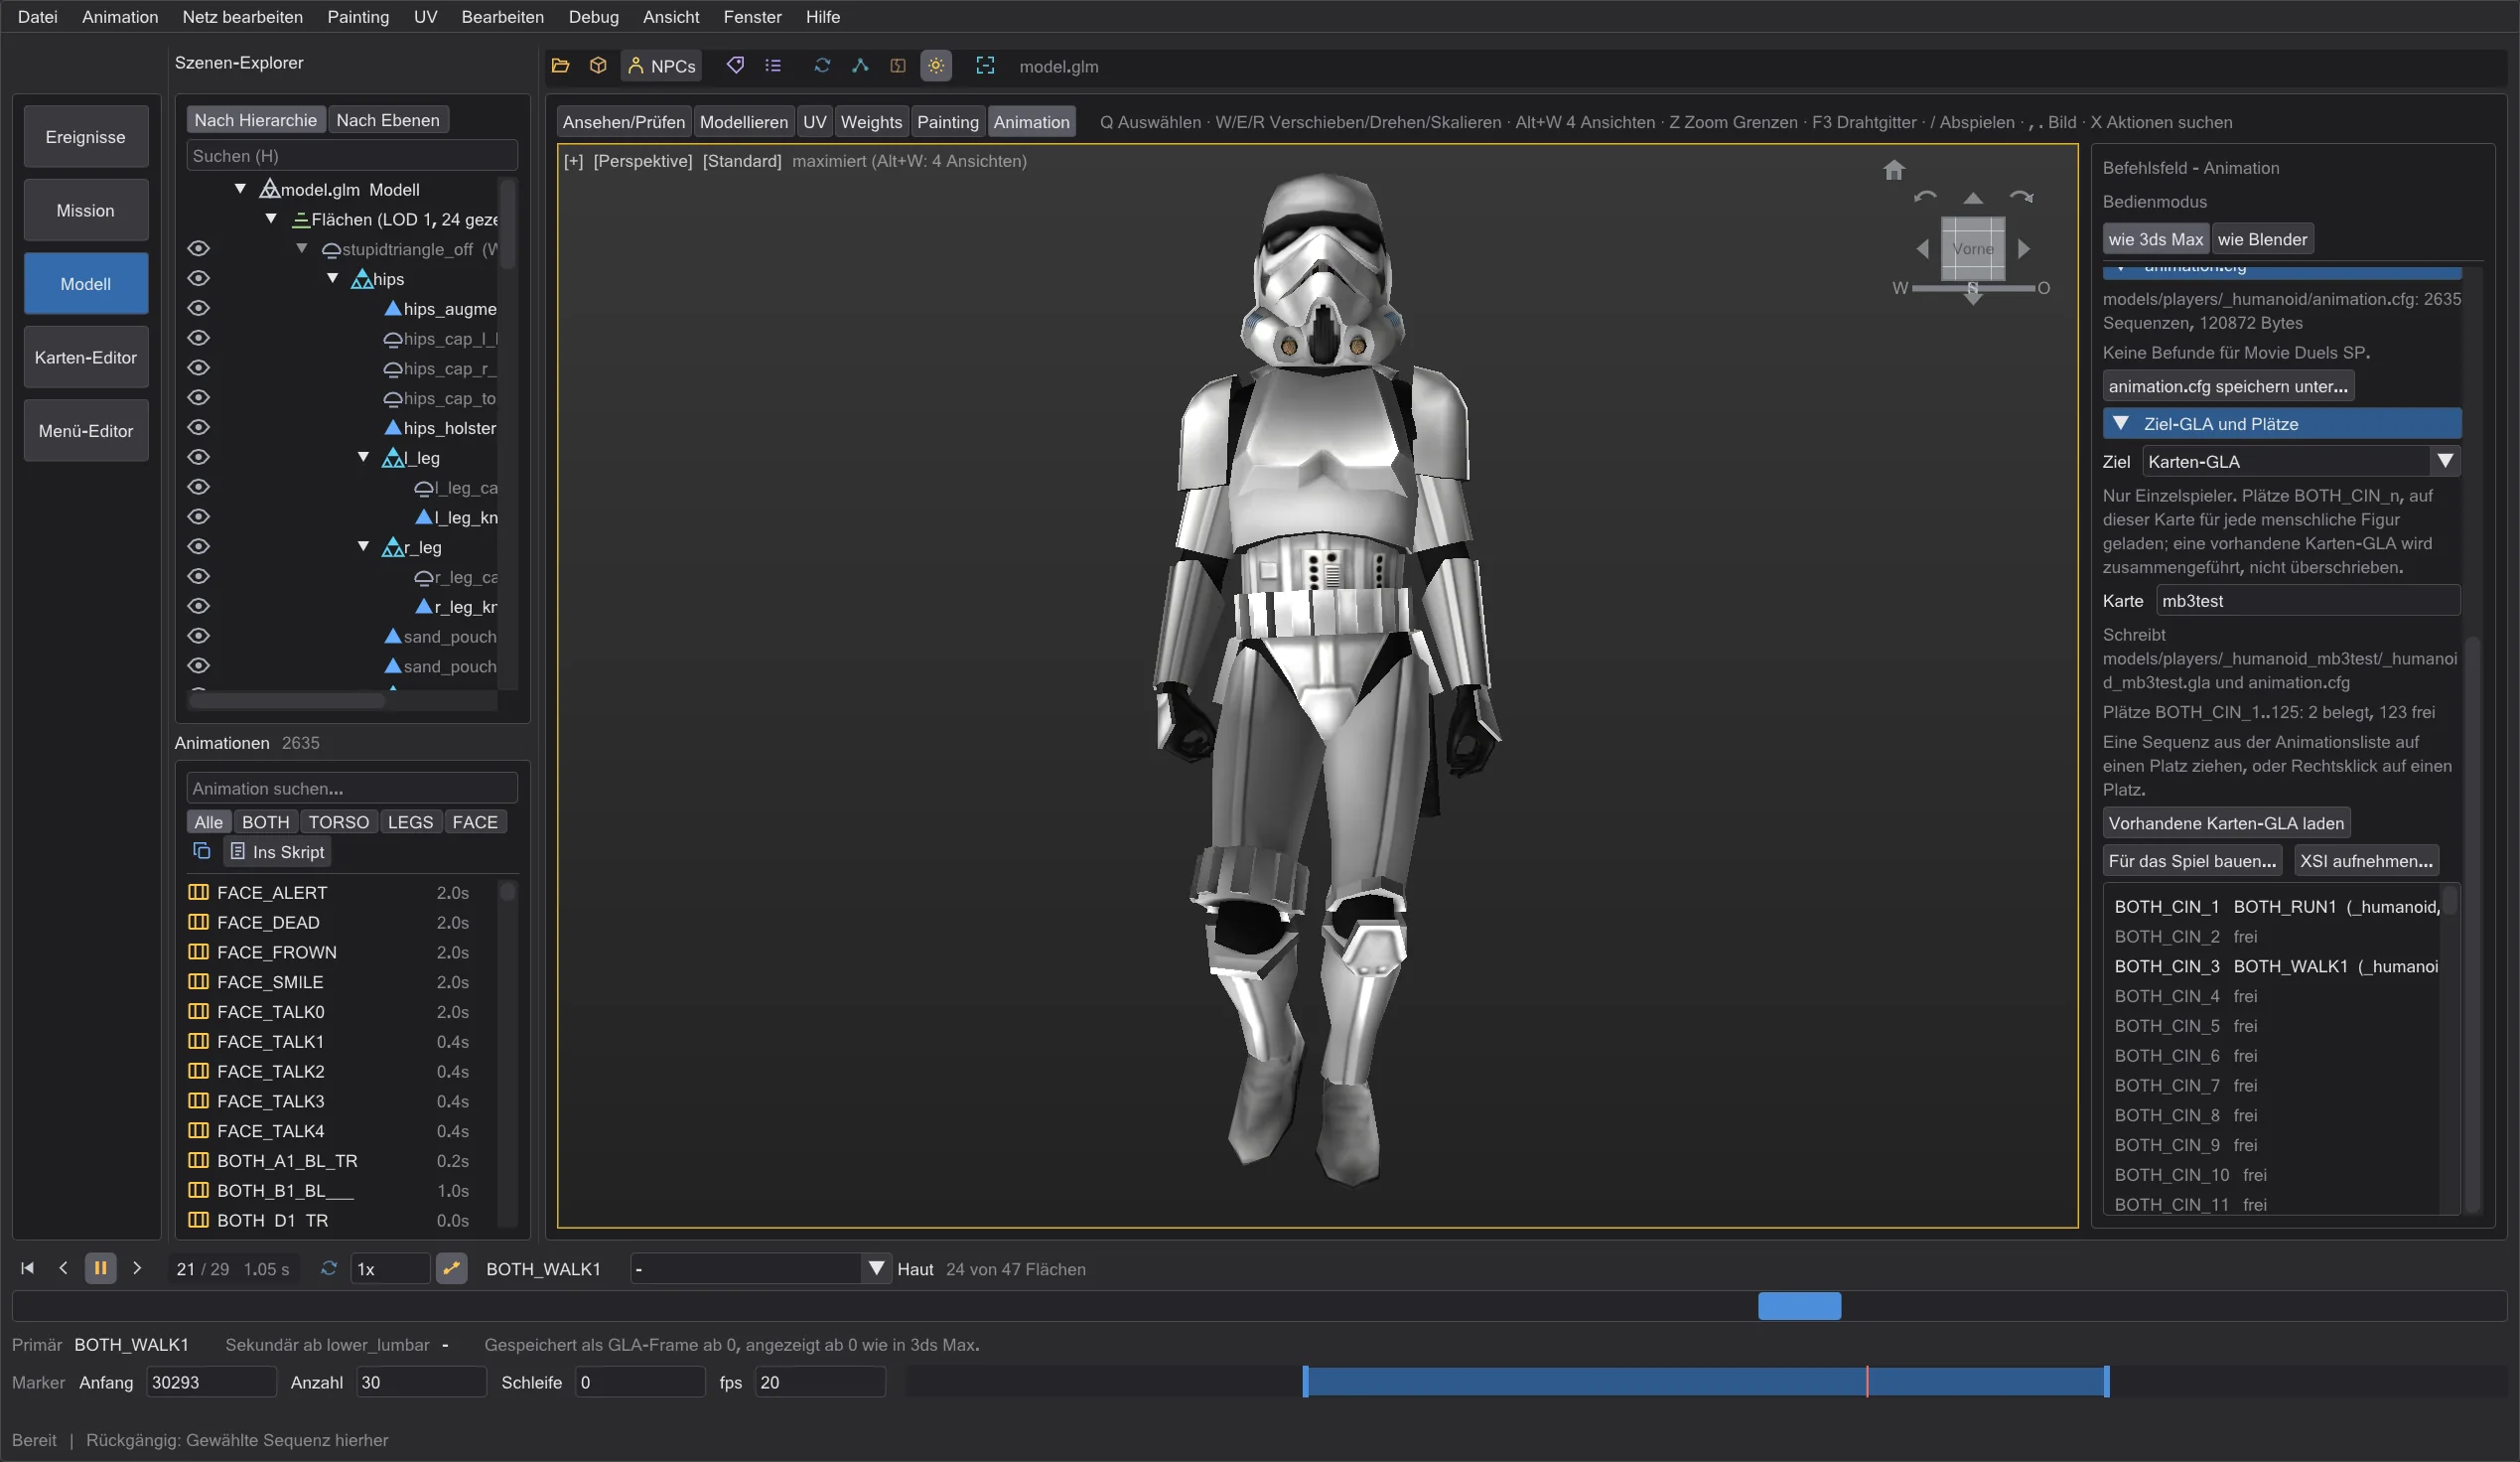 Datei Animation Netz bearbeiten Painting UV Bearbeiten Debug Ansicht Fenster Hilfe
Szenen-Explorer
NPCs model.glm
Ereignisse
Mission
Modell
Karten-Editor
Menü-Editor
Nach Hierarchie Nach Ebenen
Suchen (H)
model.glm Modell
Flächen (LOD 1, 24 geze
stupidtriangle_off (W
hips
hips_augme
hips_cap_l_l
hips_cap_r_
hips_cap_to
hips_holster
l_leg
l_leg_ca
l_leg_kn
r_leg
r_leg_ca
r_leg_kr
sand_pouch
sand_pouch
Animationen 2635
Animation suchen...
Alle BOTH TORSO LEGS FACE
Ins Skript
FACE_ALERT 2.0s
FACE_DEAD 2.0s
FACE_FROWN 2.0s
FACE_SMILE 2.0s
FACE_TALK0 2.0s
FACE_TALK1 0.4s
FACE_TALK2 0.4s
FACE_TALK3 0.4s
FACE_TALK4 0.4s
BOTH_A1_BL_TR 0.2s
BOTH_B1_BL___ 1.0s
BOTH_D1_TR 0.0s
Ansehen/Prüfen Modellieren UV Weights Painting Animation Q Auswählen · W/E/R Verschieben/Drehen/Skalieren · Alt+W 4 Ansichten · Z Zoom Grenzen · F3 Drahtgitter · / Abspielen · , . Bild · X Aktionen suchen
[+] [Perspektive] [Standard] maximiert (Alt+W: 4 Ansichten)
Vorne
W S O
Befehlsfeld - Animation
Bedienmodus
wie 3ds Max wie Blender
animation.cfg
models/players/_humanoid/animation.cfg: 2635
Sequenzen, 120872 Bytes
Keine Befunde für Movie Duels SP.
animation.cfg speichern unter...
Ziel-GLA und Plätze
Ziel Karten-GLA
Nur Einzelspieler. Plätze BOTH_CIN_n, auf
dieser Karte für jede menschliche Figur
geladen; eine vorhandene Karten-GLA wird
zusammengeführt, nicht überschrieben.
Karte mb3test
Schreibt
models/players/_humanoid_mb3test/_humanoi
d_mb3test.gla und animation.cfg
Plätze BOTH_CIN_1..125: 2 belegt, 123 frei
Eine Sequenz aus der Animationsliste auf
einen Platz ziehen, oder Rechtsklick auf einen
Platz.
Vorhandene Karten-GLA laden
Für das Spiel bauen... XSI aufnehmen...
BOTH_CIN_1 BOTH_RUN1 (_humanoid,
BOTH_CIN_2 frei
BOTH_CIN_3 BOTH_WALK1 (_humanoi
BOTH_CIN_4 frei
BOTH_CIN_5 frei
BOTH_CIN_6 frei
BOTH_CIN_7 frei
BOTH_CIN_8 frei
BOTH_CIN_9 frei
BOTH_CIN_10 frei
BOTH_CIN_11 frei
21 / 29 1.05 s 1x BOTH_WALK1 - Haut 24 von 47 Flächen
Primär BOTH_WALK1 Sekundär ab lower_lumbar - Gespeichert als GLA-Frame ab 0, angezeigt ab 0 wie in 3ds Max.
Marker Anfang 30293 Anzahl 30 Schleife 0 fps 20
Bereit | Rückgängig: Gewählte Sequenz hierher